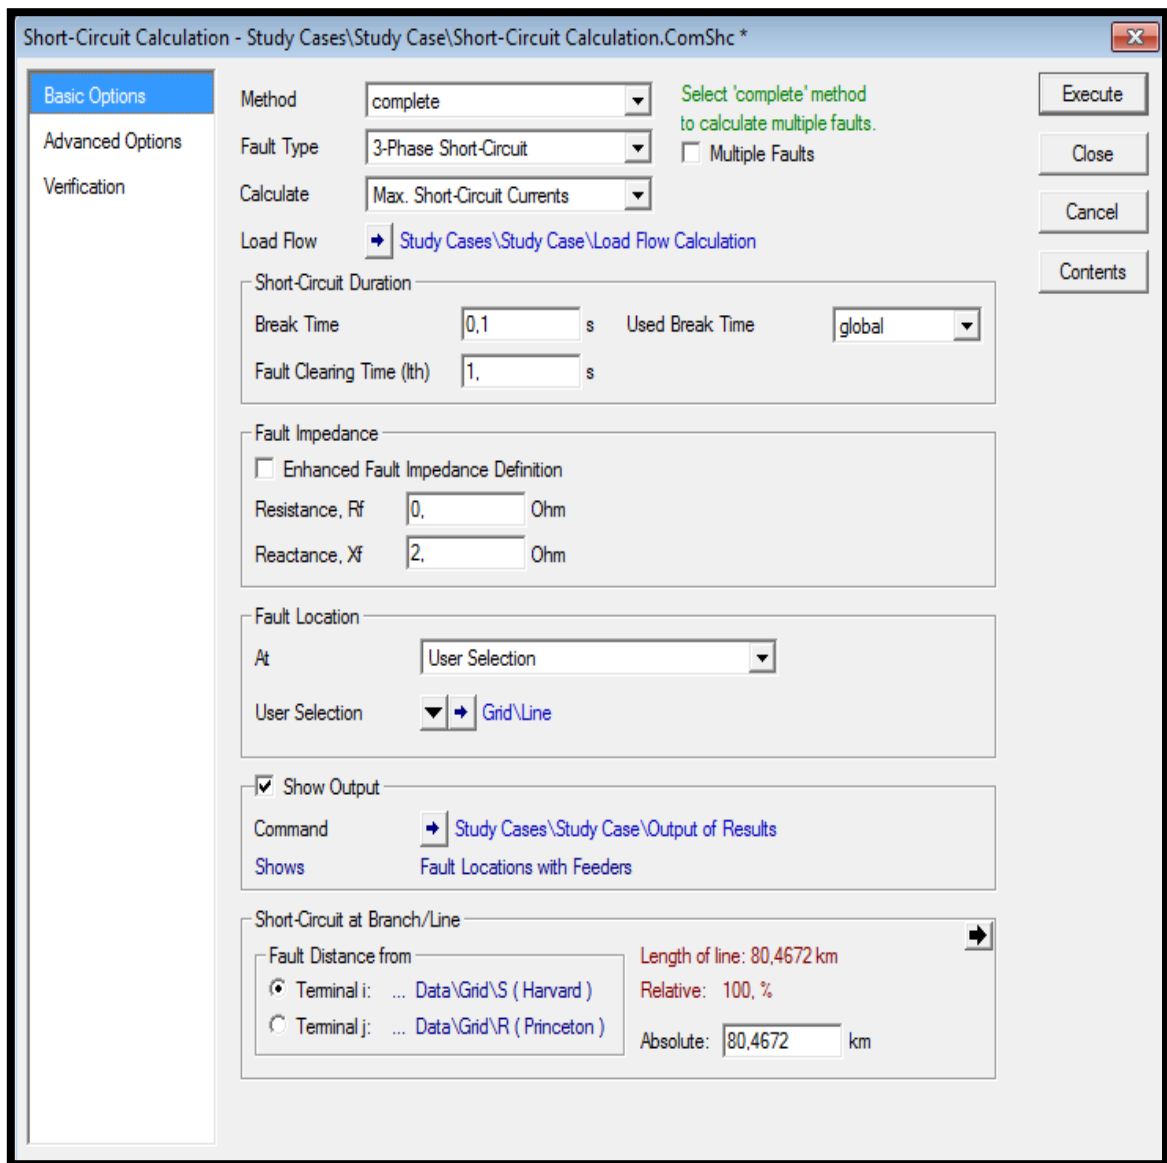 Short-Circuit Calculation - Study Cases\Study Case\Short-Circuit Calculation.ComShc *
Basic Options
Advanced Options
Verification
Method complete
Select 'complete' method
to calculate multiple faults.
Fault Type 3-Phase Short-Circuit
Multiple Faults
Calculate Max. Short-Circuit Currents
Load Flow Study Cases\Study Case\Load Flow Calculation
Execute
Close
Cancel
Contents
Short-Circuit Duration
Break Time 0,1 s Used Break Time global
Fault Clearing Time (Ith) 1, s
Fault Impedance
Enhanced Fault Impedance Definition
Resistance, Rf 0, Ohm
Reactance, Xf 2, Ohm
Fault Location
At User Selection
User Selection Grid\Line
Show Output
Command Study Cases\Study Case\Output of Results
Shows Fault Locations with Feeders
Short-Circuit at Branch/Line
Fault Distance from
Terminal i: ... Data\Grid\S ( Harvard )
Terminal j: ... Data\Grid\R ( Princeton )
Length of line: 80,4672 km
Relative: 100, %
Absolute: 80,4672 km